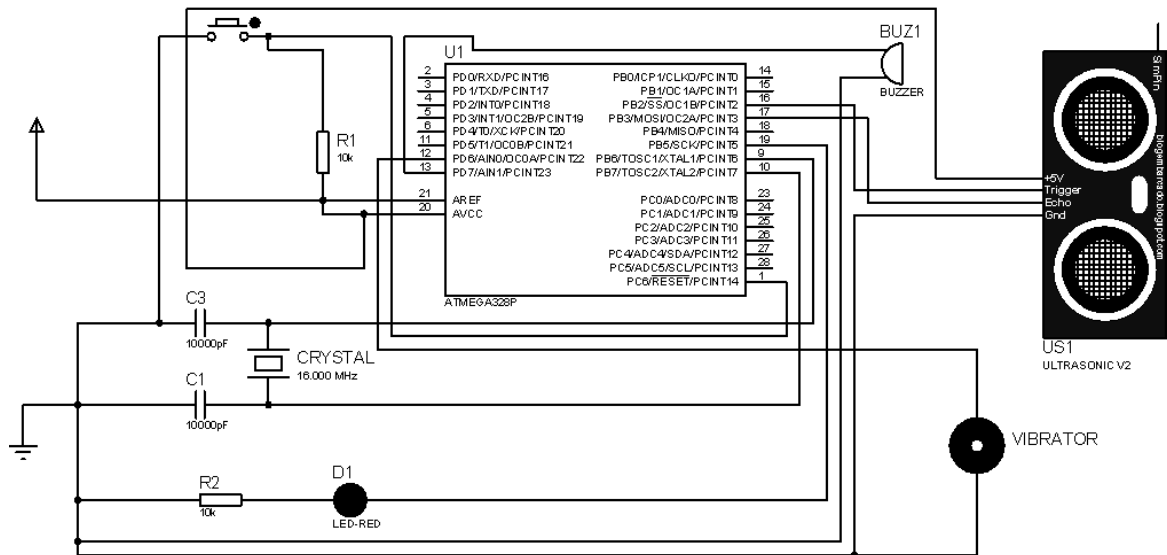 BUZ1
BUZZER
U1
2 PD0/RXD/PCINT16
3 PD1/TXD/PCINT17
4 PD2/INT0/PCINT18
5 PD3/INT1/OC2B/PCINT19
6 PD4/T0/XCK/PCINT20
11 PD5/T1/OC0B/PCINT21
12 PD6/AIN0/OC0A/PCINT22
13 PD7/AIN1/PCINT23
21 AREF
20 AVCC
PB0/ICP1/CLKO/PCINT0 14
PB1/OC1A/PCINT1 15
PB2/SS/OC1B/PCINT2 16
PB3/MOSI/OC2A/PCINT3 17
PB4/MISO/PCINT4 18
PB5/SCK/PCINT5 19
PB6/TOSC1/XTAL1/PCINT6 9
PB7/TOSC2/XTAL2/PCINT7 10
PC0/ADC0/PCINT8 23
PC1/ADC1/PCINT9 24
PC2/ADC2/PCINT10 25
PC3/ADC3/PCINT11 26
PC4/ADC4/SDA/PCINT12 27
PC5/ADC5/SCL/PCINT13 28
PC6/RESET/PCINT14 1
ATMEGA328P
R1
10k
SimPin
blogembarcado.blogspot.com
+5V
Trigger
Echo
Gnd
US1
ULTRASONIC V2
C3
10000pF
CRYSTAL
16.000 MHz
C1
10000pF
VIBRATOR
R2
10k
D1
LED-RED